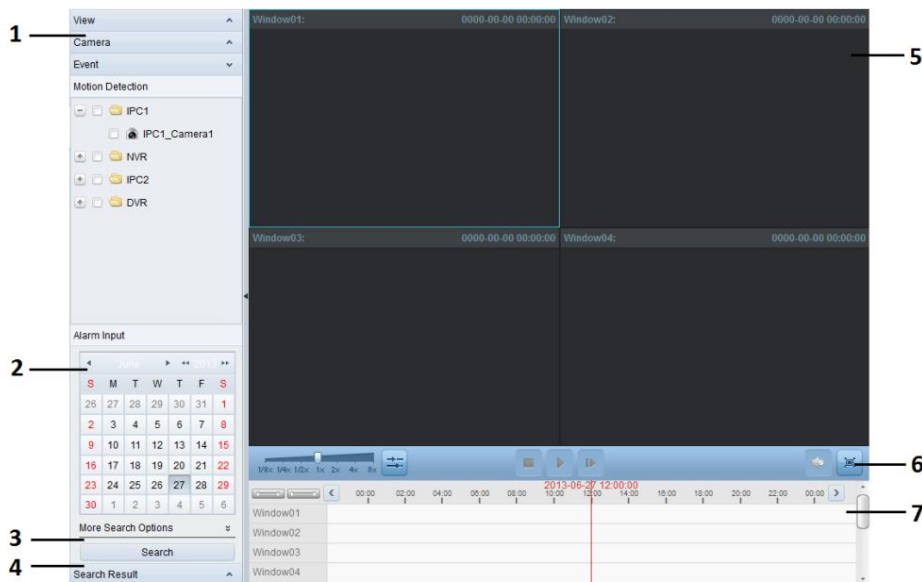 View
1
Camera
Event
Motion Detection
IPC1
IPC1_Camera1
NVR
IPC2
DVR
Alarm Input
2
June 2013
S M T W T F S
26 27 28 29 30 31 1
2 3 4 5 6 7 8
9 10 11 12 13 14 15
16 17 18 19 20 21 22
23 24 25 26 27 28 29
30 1 2 3 4 5 6
More Search Options
3
Search
4
Search Result
Window01: 0000-00-00 00:00:00
Window02: 0000-00-00 00:00:00
5
Window03: 0000-00-00 00:00:00
Window04: 0000-00-00 00:00:00
1/8x 1/4x 1/2x 1x 2x 4x 8x
6
2013-06-27 12:00:00
00:00 02:00 04:00 06:00 08:00 10:00 12:00 14:00 16:00 18:00 20:00 22:00 00:00
7
Window01
Window02
Window03
Window04